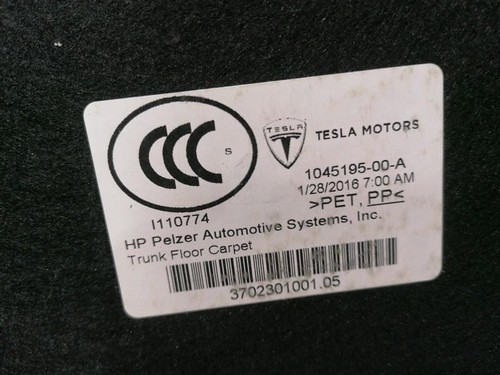 CCC S
TESLA
TESLA MOTORS
1045195-00-A
1/28/2016 7:00 AM
>PET, PP<
I110774
HP Pelzer Automotive Systems, Inc.
Trunk Floor Carpet
3702301001.05